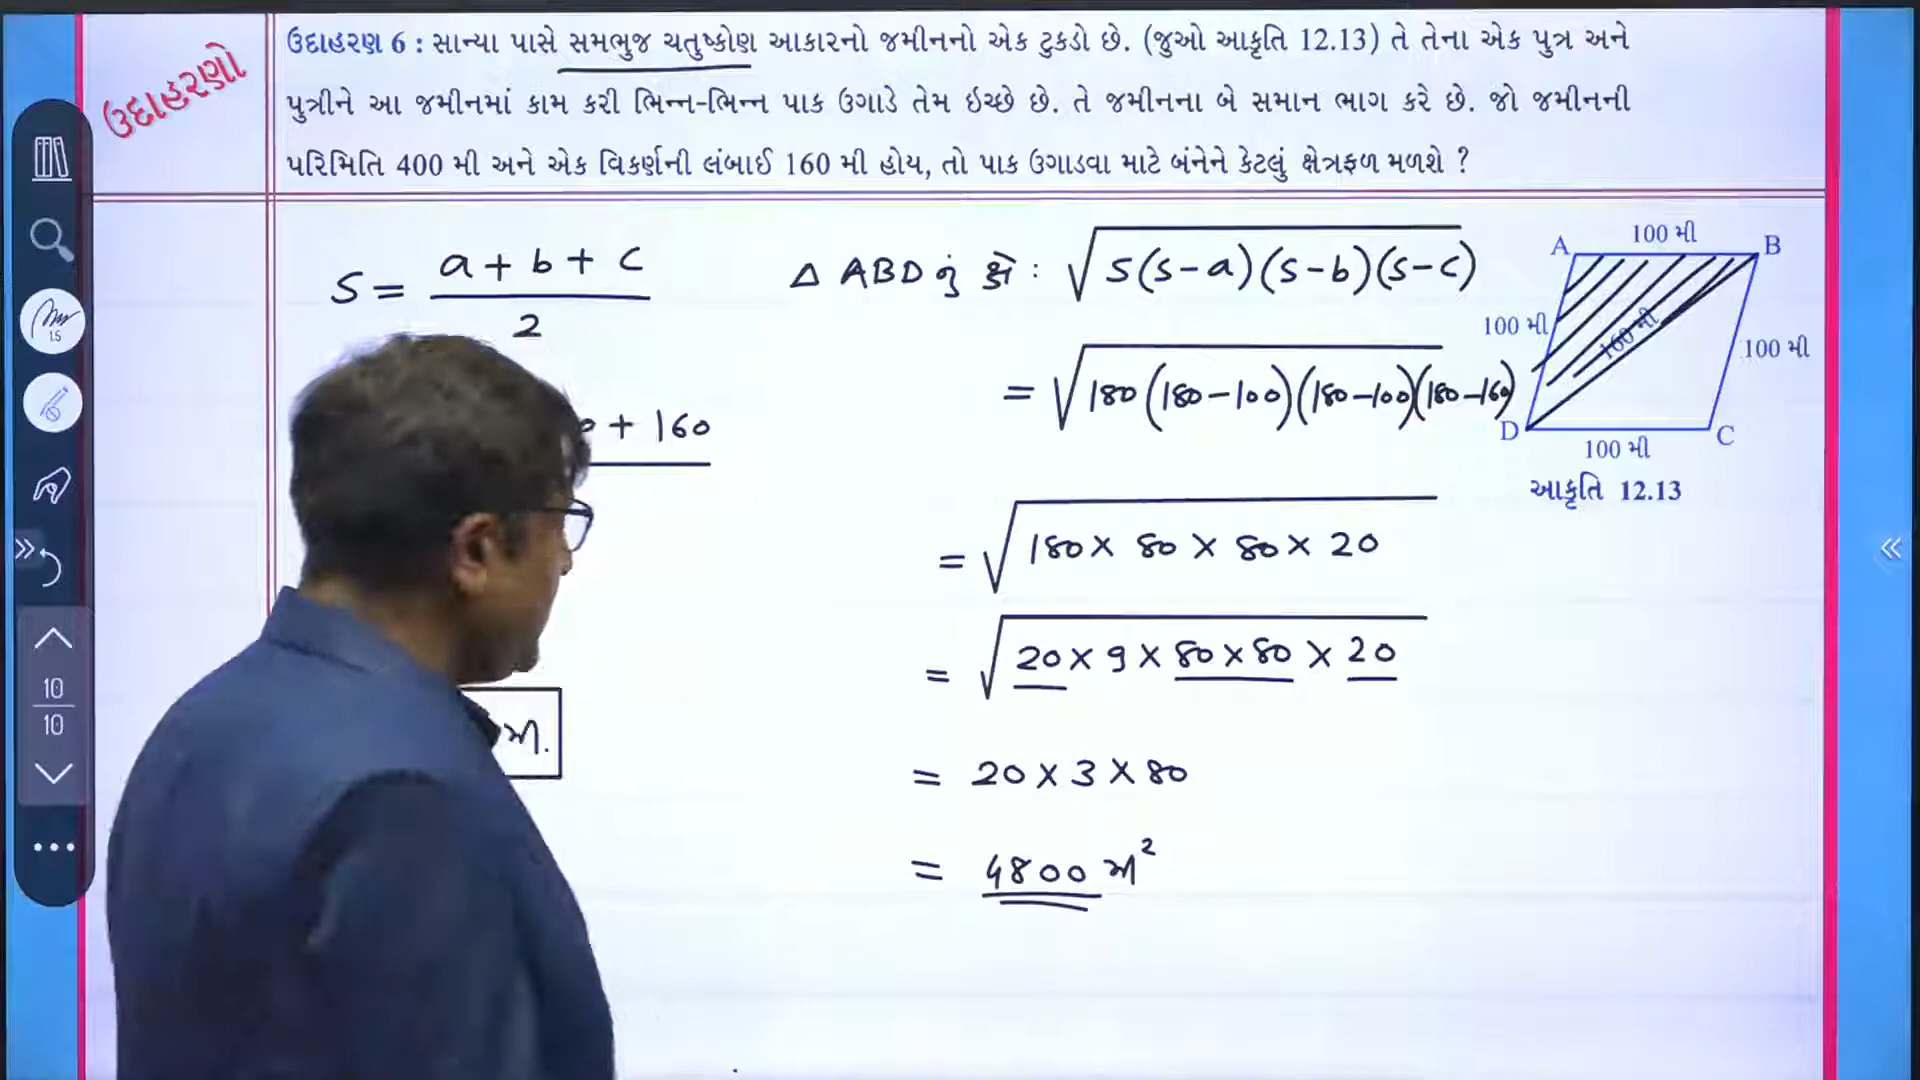 ઉદાહરણો
ઉદાહરણ 6 : સાન્યા પાસે સમભુજ ચતુષ્કોણ આકારનો જમીનનો એક ટુકડો છે. (જુઓ આકૃતિ 12.13) તે તેના એક પુત્ર અને
પુત્રીને આ જમીનમાં કામ કરી ભિન્ન-ભિન્ન પાક ઉગાડે તેમ ઇચ્છે છે. તે જમીનના બે સમાન ભાગ કરે છે. જો જમીનની
પરિમિતિ 400 મી અને એક વિકર્ણની લંબાઈ 160 મી હોય, તો પાક ઉગાડવા માટે બંનેને કેટલું ક્ષેત્રફળ મળશે ?
S = a + b + c
2
+ 160
મી.
△ ABD નું ક્ષે : √S(S-a)(S-b)(S-c)
= √180(180-100)(180-100)(180-160)
= √180 × 80 × 80 × 20
= √20 × 9 × 80 × 80 × 20
= 20 × 3 × 80
= 4800 મી²
100 મી
A B
100 મી
160 મી
100 મી
D C
100 મી
આકૃતિ 12.13
15
10
10